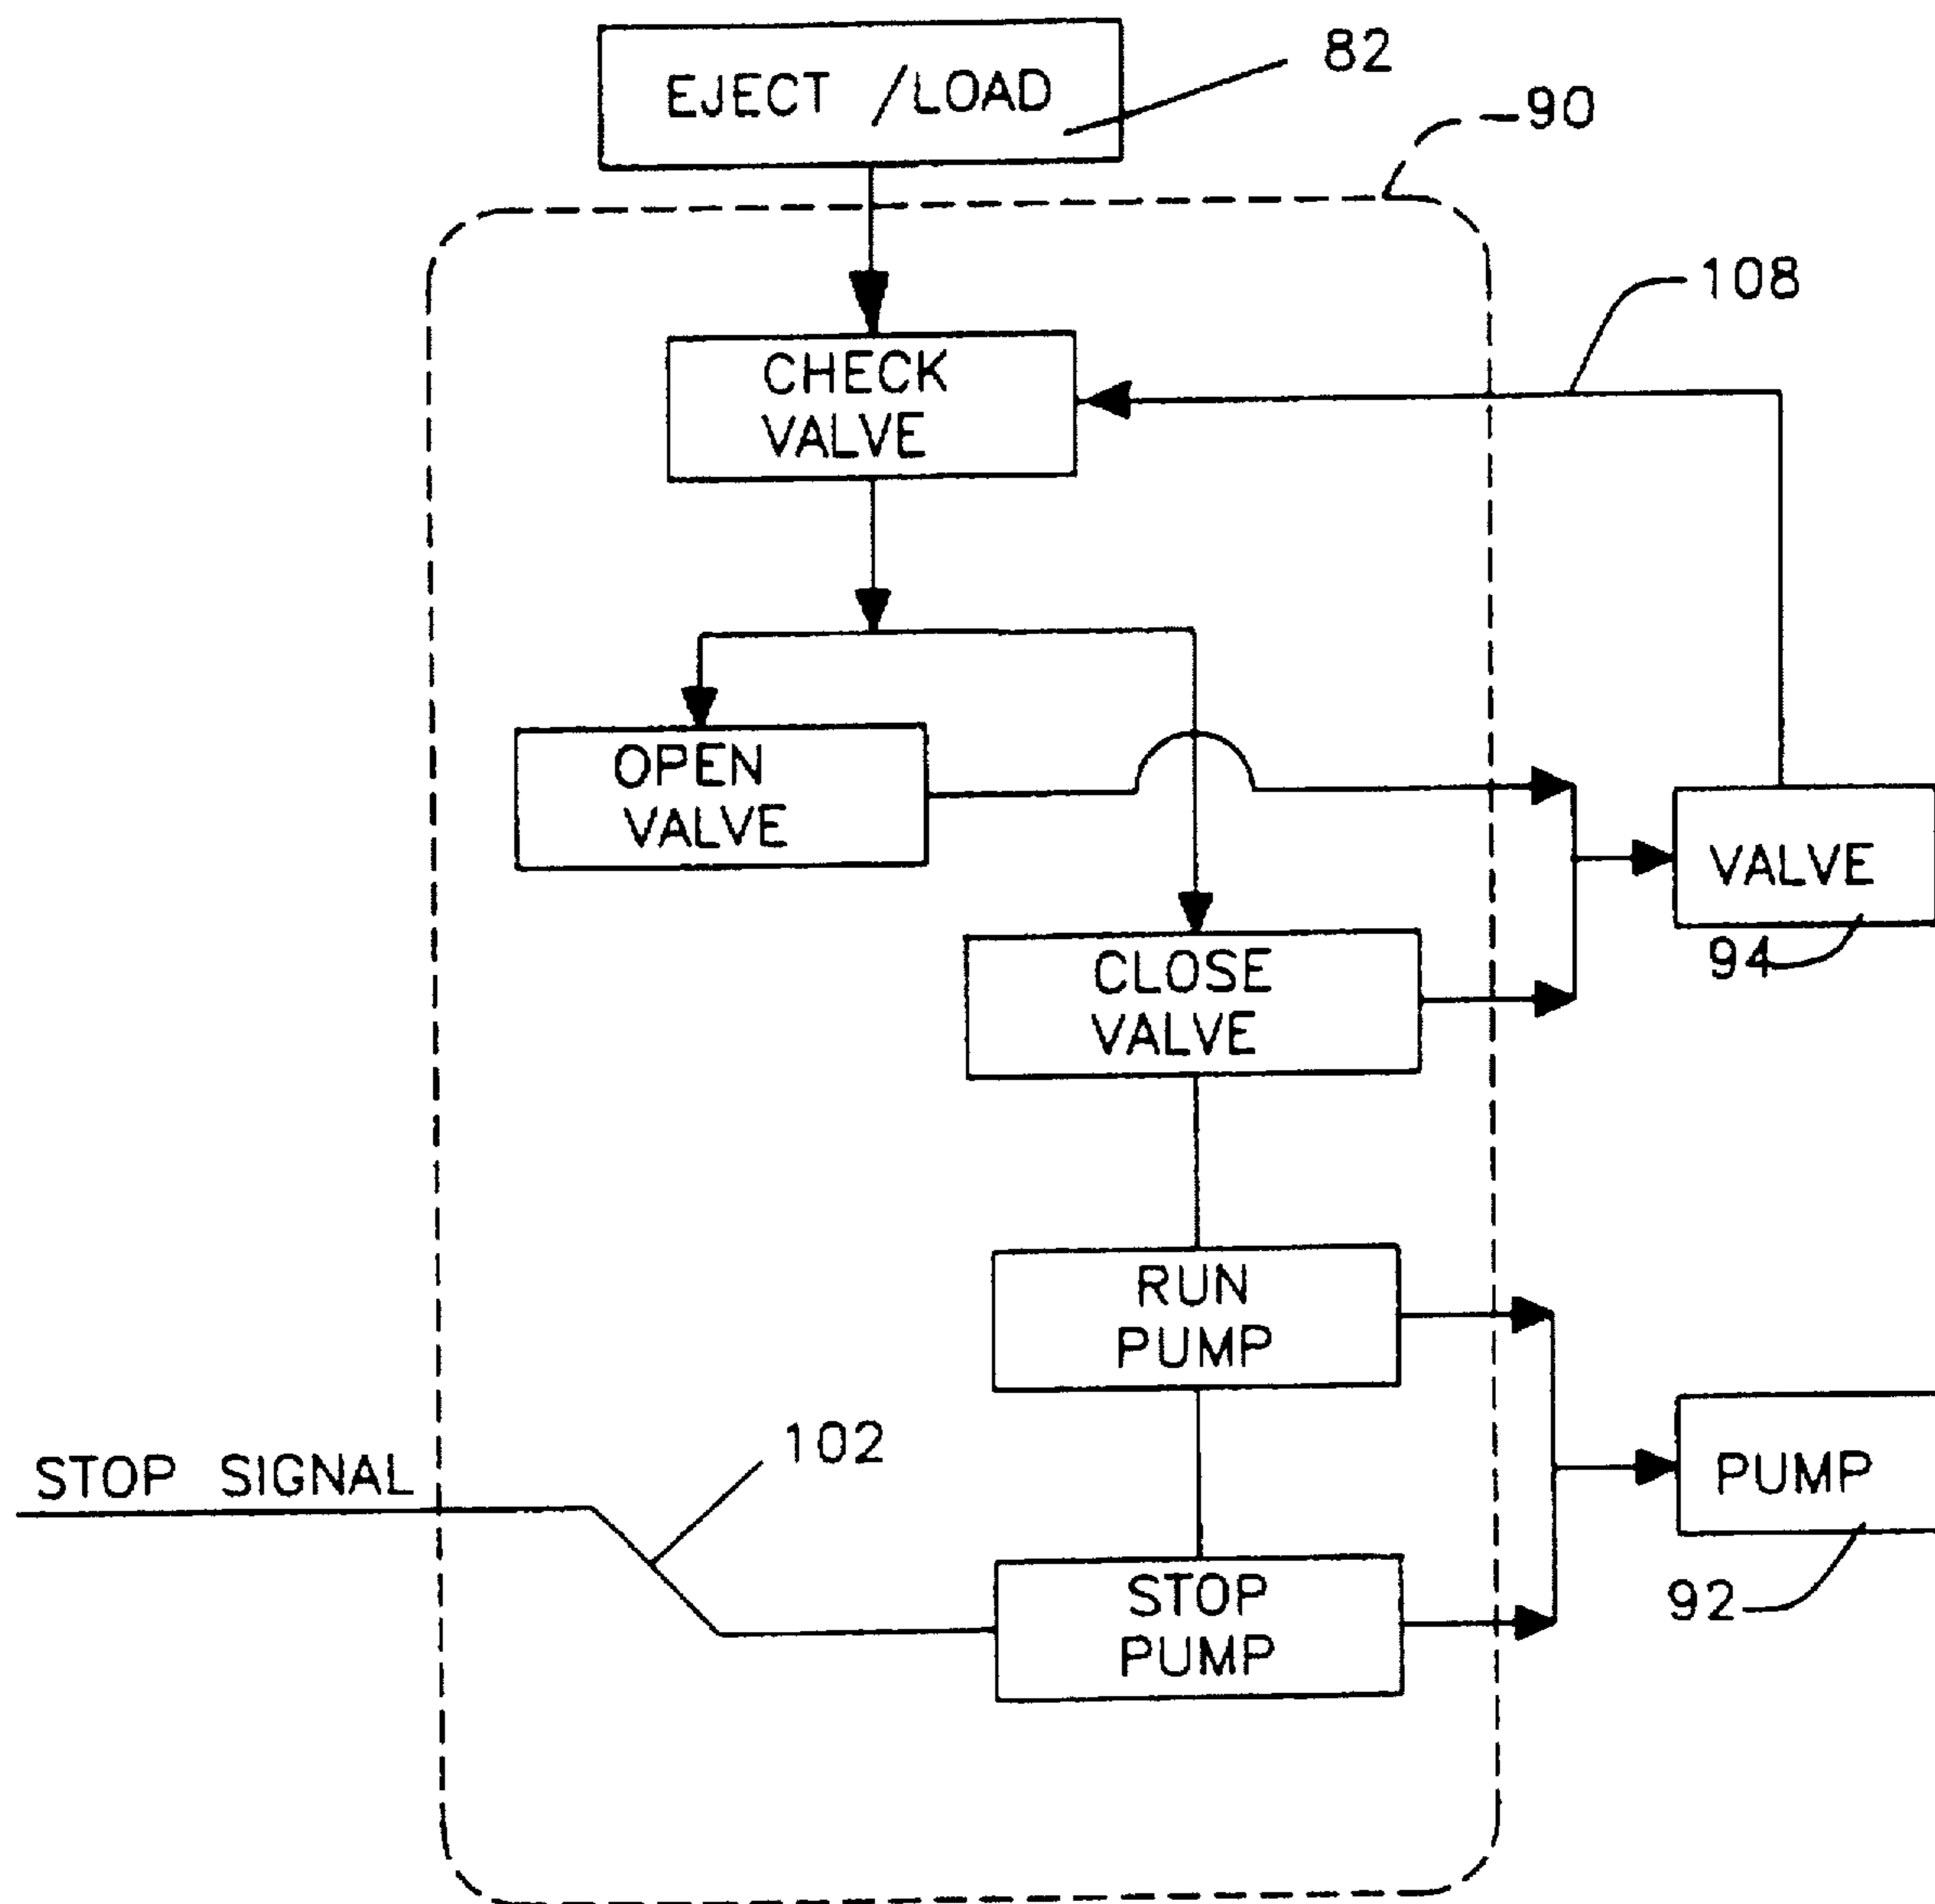 EJECT /LOAD
82
90
108
CHECK
VALVE
OPEN
VALVE
VALVE
94
CLOSE
VALVE
RUN
PUMP
102
STOP SIGNAL
PUMP
92
STOP
PUMP